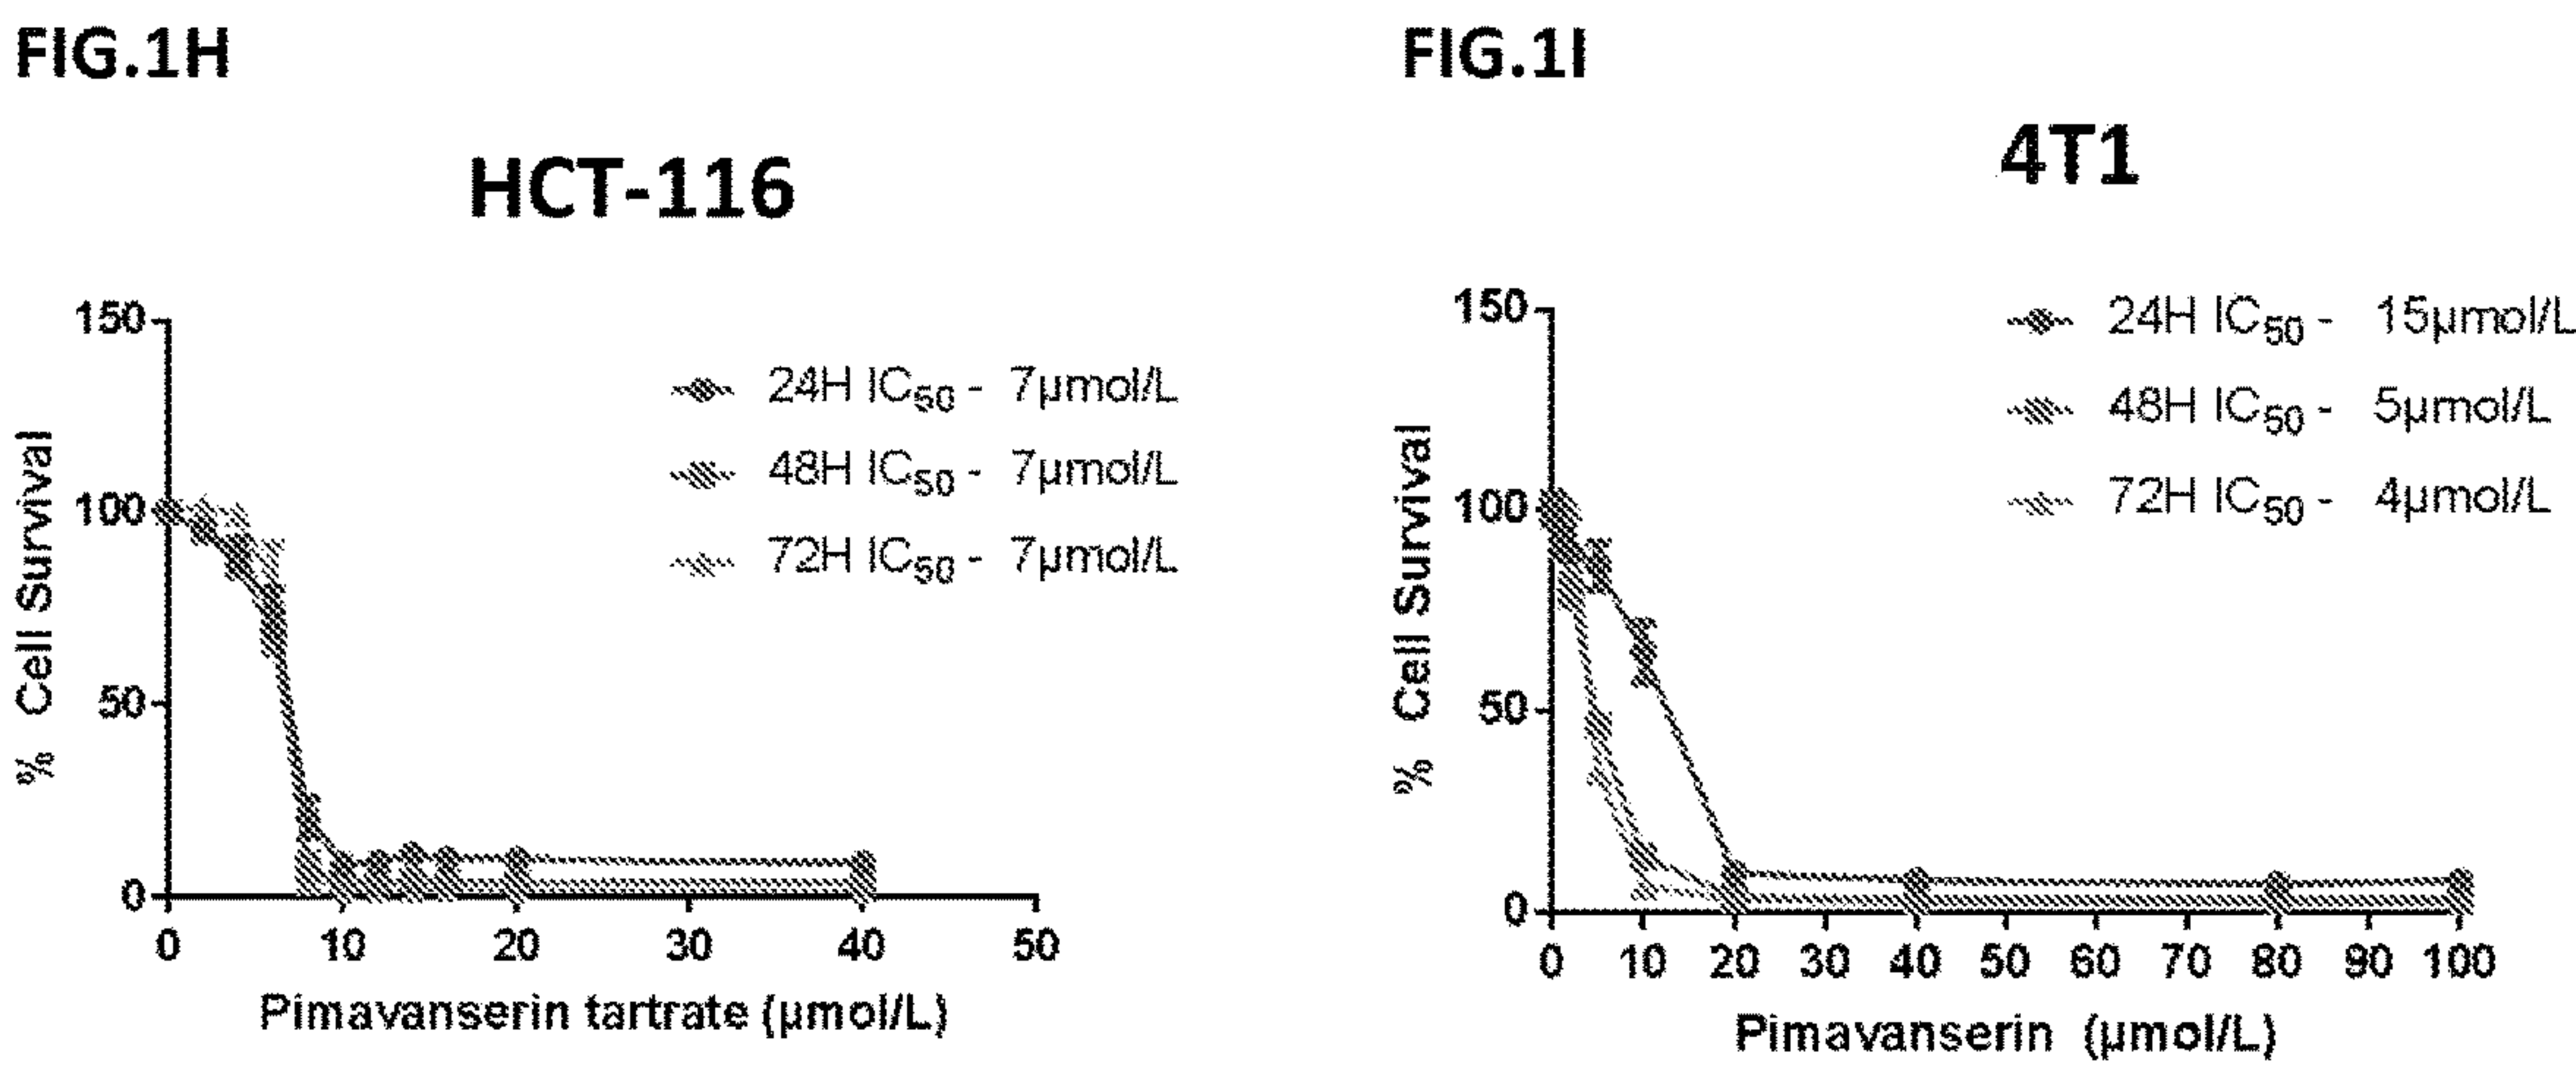 FIG.1H
HCT-116
150
100
50
0
% Cell Survival
24H IC50 - 7µmol/L
48H IC50 - 7µmol/L
72H IC50 - 7µmol/L
0 10 20 30 40 50
Pimavanserin tartrate (µmol/L)
FIG.1I
4T1
150
100
50
0
% Cell Survival
24H IC50 - 15µmol/L
48H IC50 - 5µmol/L
72H IC50 - 4µmol/L
0 10 20 30 40 50 60 70 80 90 100
Pimavanserin (µmol/L)